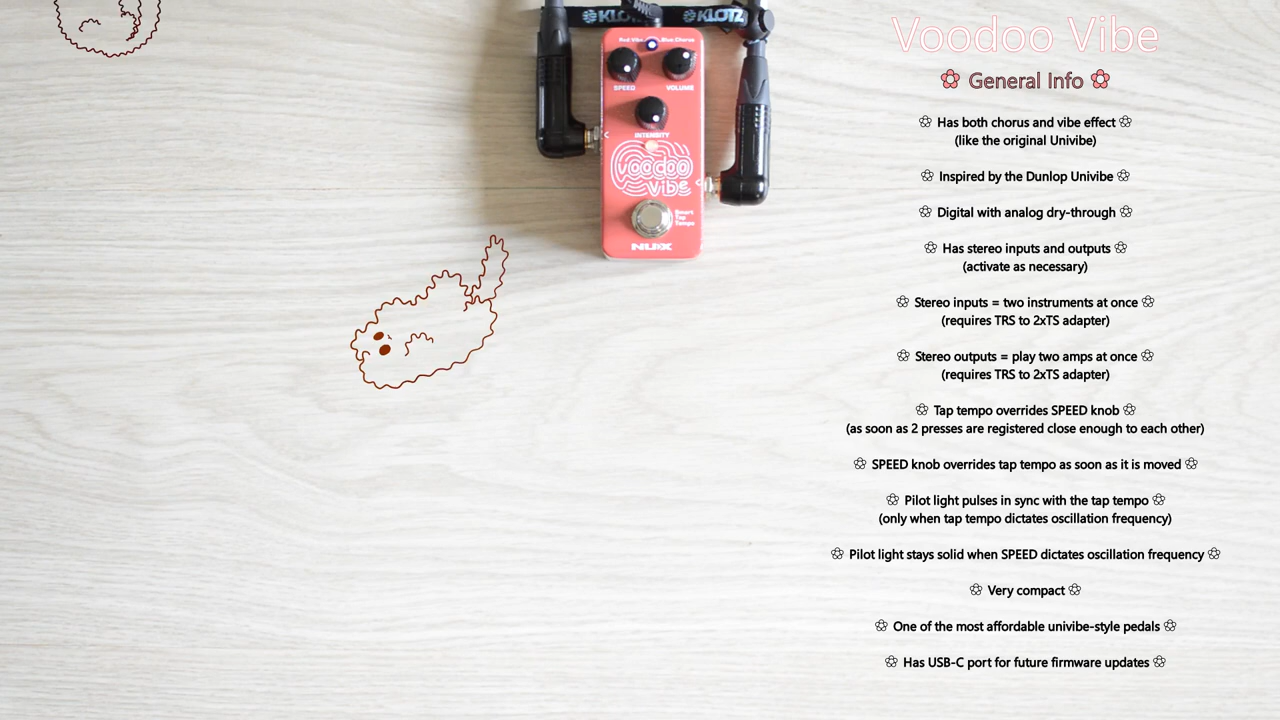 KLOTZ
KLOTZ
Red: Vibe
Blue: Chorus
SPEED
VOLUME
INTENSITY
voodoo
vibe
Smart
Tap
Tempo
NUX
Voodoo Vibe
General Info
Has both chorus and vibe effect
(like the original Univibe)
Inspired by the Dunlop Univibe
Digital with analog dry-through
Has stereo inputs and outputs
(activate as necessary)
Stereo inputs = two instruments at once
(requires TRS to 2xTS adapter)
Stereo outputs = play two amps at once
(requires TRS to 2xTS adapter)
Tap tempo overrides SPEED knob
(as soon as 2 presses are registered close enough to each other)
SPEED knob overrides tap tempo as soon as it is moved
Pilot light pulses in sync with the tap tempo
(only when tap tempo dictates oscillation frequency)
Pilot light stays solid when SPEED dictates oscillation frequency
Very compact
One of the most affordable univibe-style pedals
Has USB-C port for future firmware updates